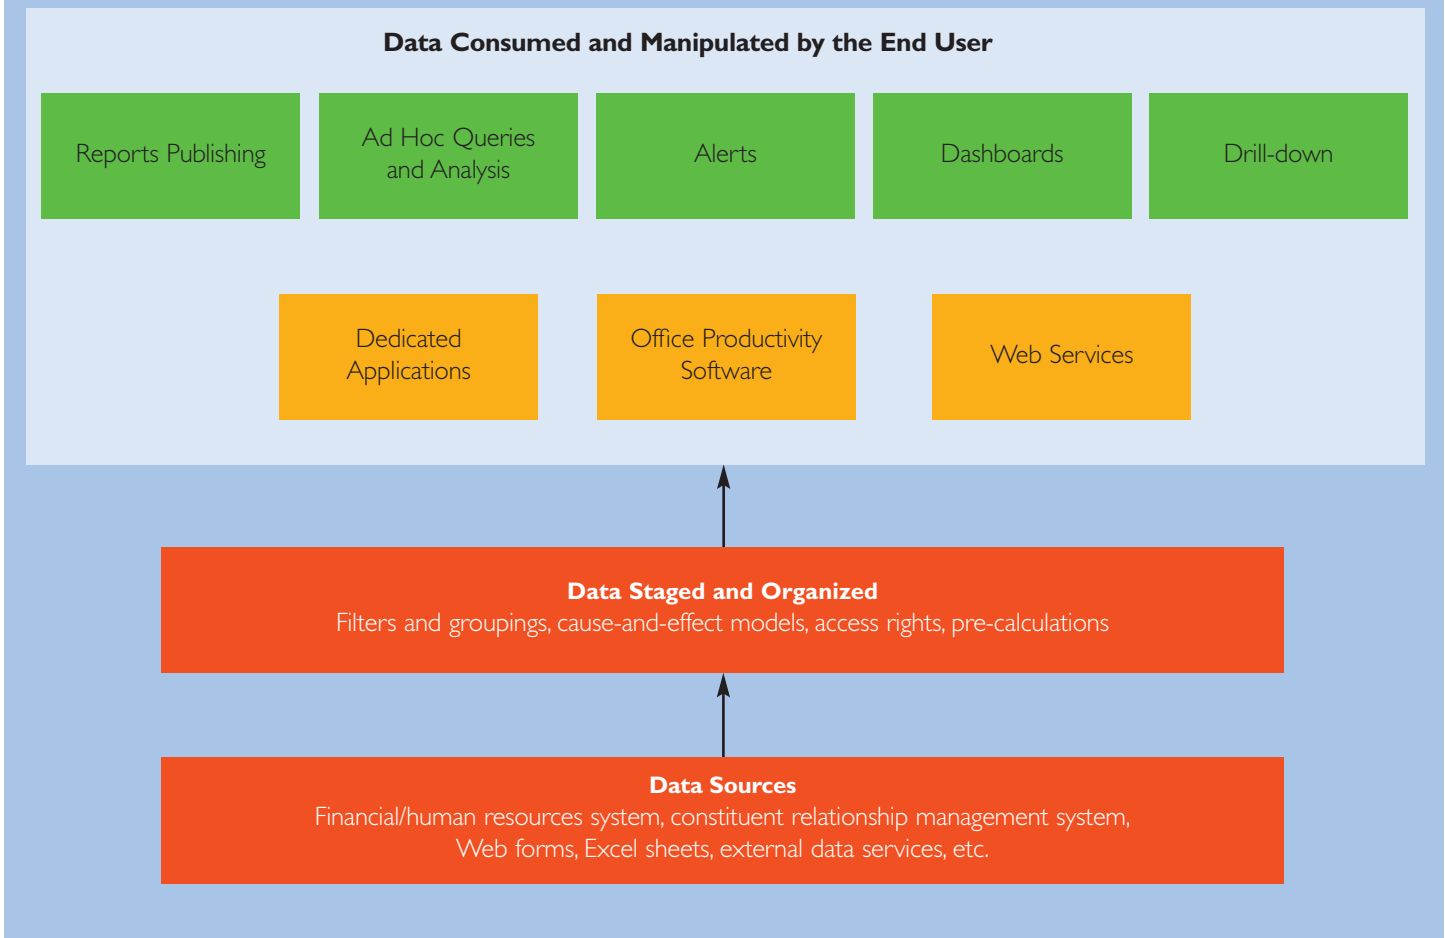 Data Consumed and Manipulated by the End User
Reports Publishing
Ad Hoc Queries
and Analysis
Alerts
Dashboards
Drill-down
Dedicated
Applications
Office Productivity
Software
Web Services
Data Staged and Organized
Filters and groupings, cause-and-effect models, access rights, pre-calculations
Data Sources
Financial/human resources system, constituent relationship management system,
Web forms, Excel sheets, external data services, etc.